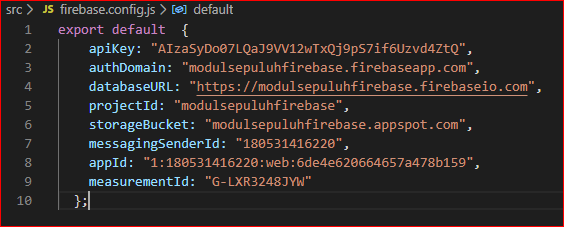 src > JS firebase.config.js > default
1 export default {
2 apiKey: "AIzaSyDo07LQaJ9VV12wTxQj9pS7if6Uzvd4ZtQ",
3 authDomain: "modulsepuluhfirebase.firebaseapp.com",
4 databaseURL: "https://modulsepuluhfirebase.firebaseio.com",
5 projectId: "modulsepuluhfirebase",
6 storageBucket: "modulsepuluhfirebase.appspot.com",
7 messagingSenderId: "180531416220",
8 appId: "1:180531416220:web:6de4e620664657a478b159",
9 measurementId: "G-LXR3248JYW"
10 };